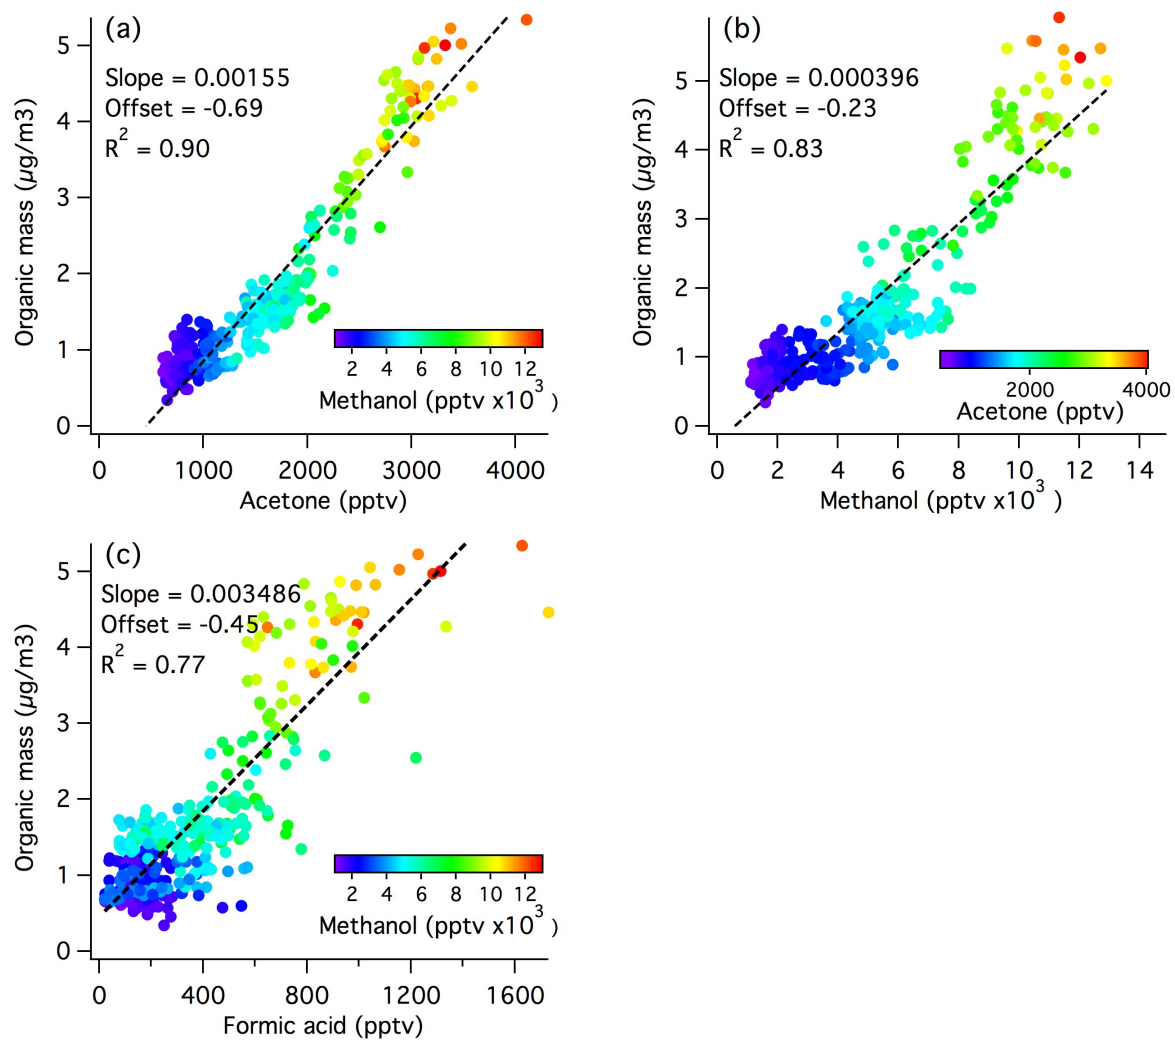 (a)
Slope = 0.00155
Offset = -0.69
R2 = 0.90
Organic mass (µg/m3)
5
4
3
2
1
0
2 4 6 8 10 12
Methanol (pptv x103 )
0 1000 2000 3000 4000
Acetone (pptv)
(b)
Slope = 0.000396
Offset = -0.23
R2 = 0.83
Organic mass (µg/m3)
5
4
3
2
1
0
2000 4000
Acetone (pptv)
0 2 4 6 8 10 12 14
Methanol (pptv x103 )
(c)
Slope = 0.003486
Offset = -0.45
R2 = 0.77
Organic mass (µg/m3)
5
4
3
2
1
0
2 4 6 8 10 12
Methanol (pptv x103 )
0 400 800 1200 1600
Formic acid (pptv)